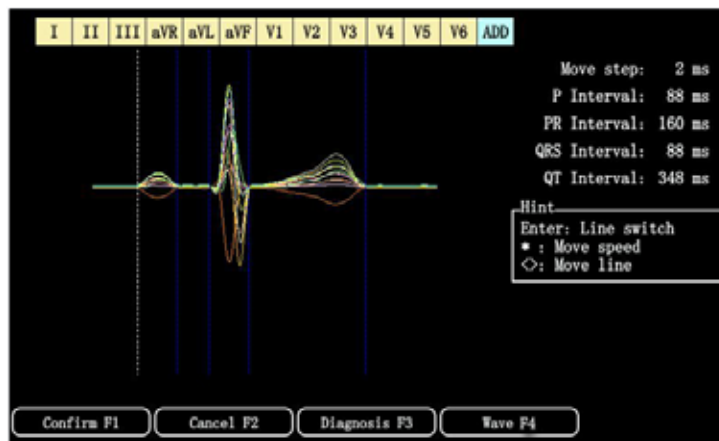 I II III aVR aVL aVF V1 V2 V3 V4 V5 V6 ADD
Move step: 2 ms
P Interval: 88 ms
PR Interval: 160 ms
QRS Interval: 88 ms
QT Interval: 348 ms
Hint
Enter: Line switch
* : Move speed
◇: Move line
Confirm F1 Cancel F2 Diagnosis F3 Wave F4